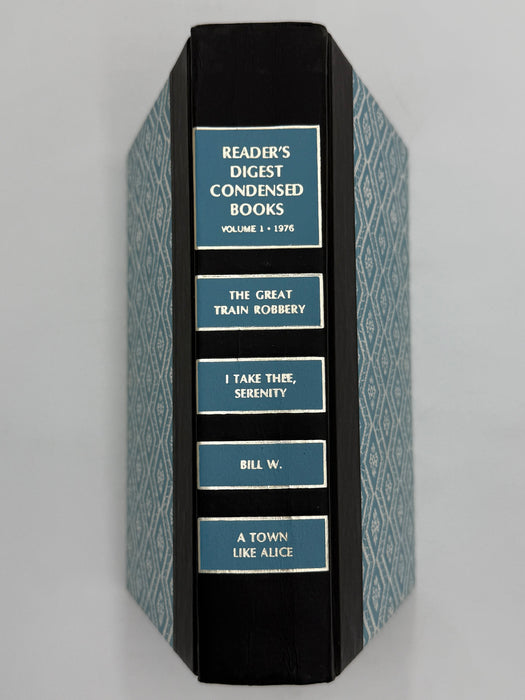 READER'S
DIGEST
CONDENSED
BOOKS
VOLUME 1 • 1976
THE GREAT
TRAIN ROBBERY
I TAKE THEE,
SERENITY
BILL W.
A TOWN
LIKE ALICE